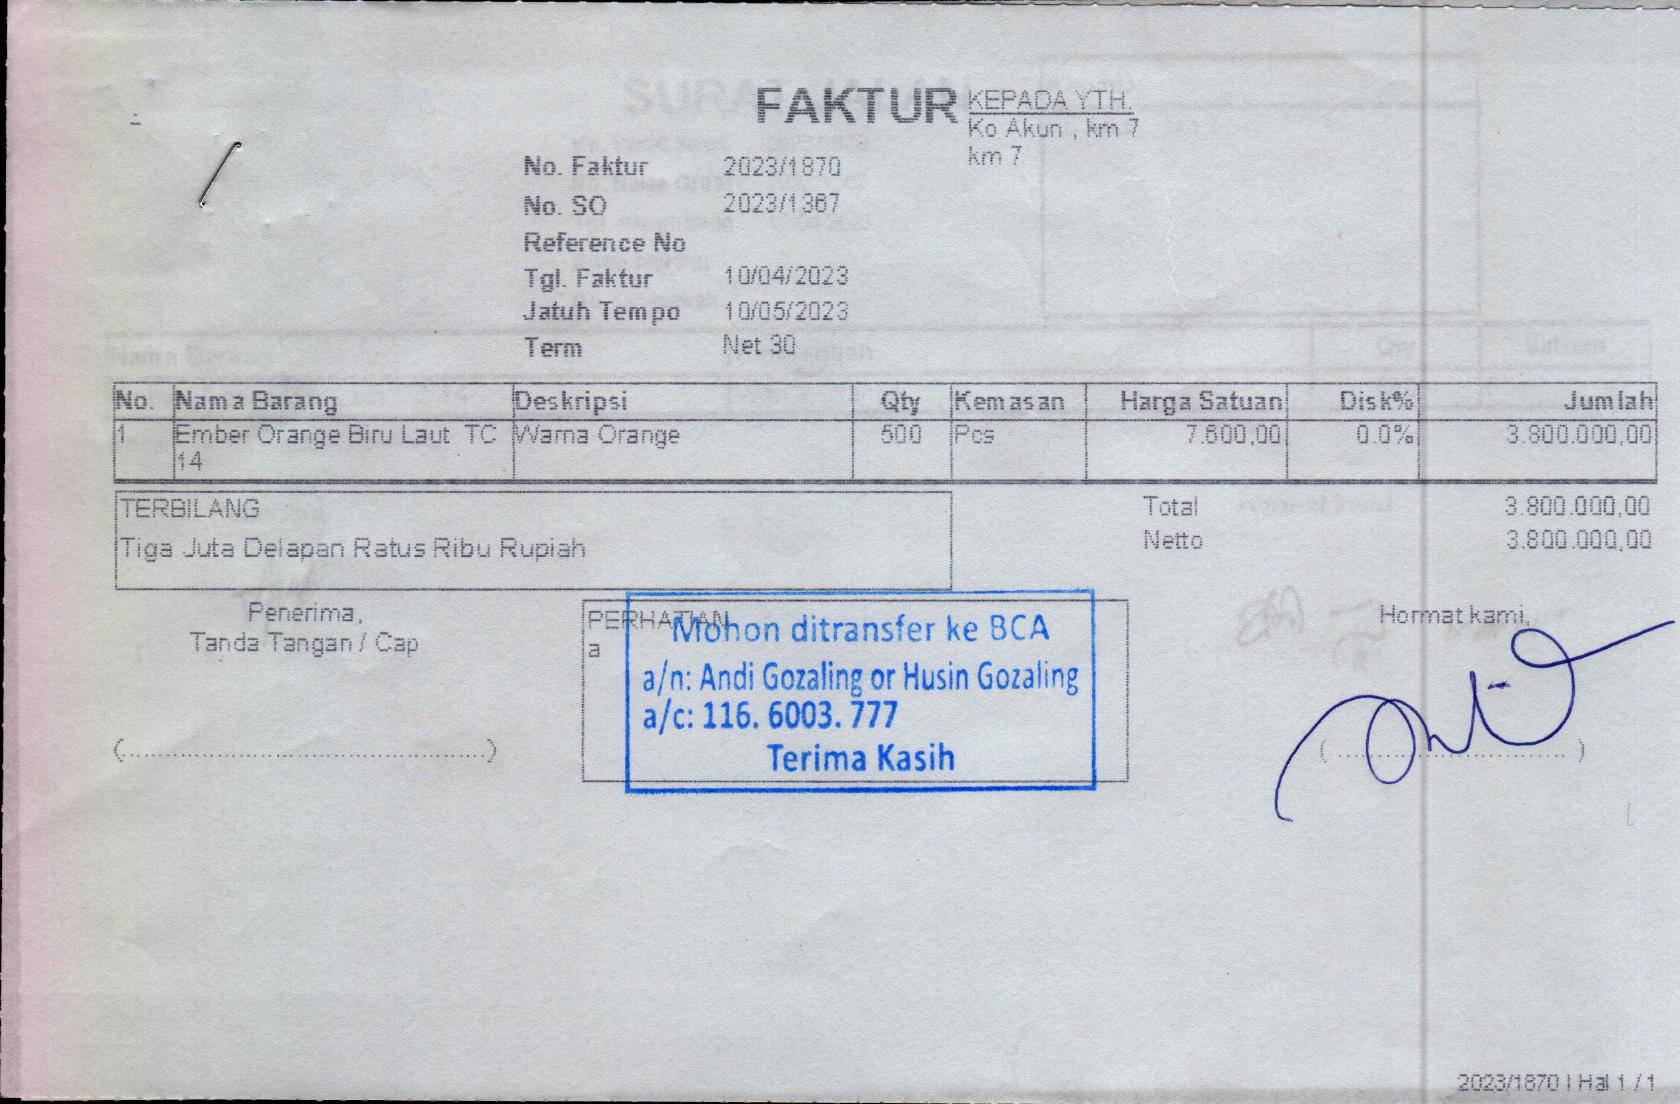 FAKTUR
KEPADA YTH.
Ko Akun , km 7
km 7
No. Faktur 2023/1870
No. SO 2023/1367
Reference No
Tgl. Faktur 10/04/2023
Jatuh Tempo 10/05/2023
Term Net 30
No. Nama Barang Deskripsi Qty Kemasan Harga Satuan Disk% Jumlah
1 Ember Orange Biru Laut TC 14 Warna Orange 500 Pcs 7.600,00 0.0% 3.800.000,00
TERBILANG
Tiga Juta Delapan Ratus Ribu Rupiah
Total 3.800.000,00
Netto 3.800.000,00
Penerima,
Tanda Tangan / Cap
(.....................................................)
PERHATIAN
a
Mohon ditransfer ke BCA
a/n: Andi Gozaling or Husin Gozaling
a/c: 116. 6003. 777
Terima Kasih
Hormat kami,
( .................................. )
2023/1870 | Hal 1 / 1